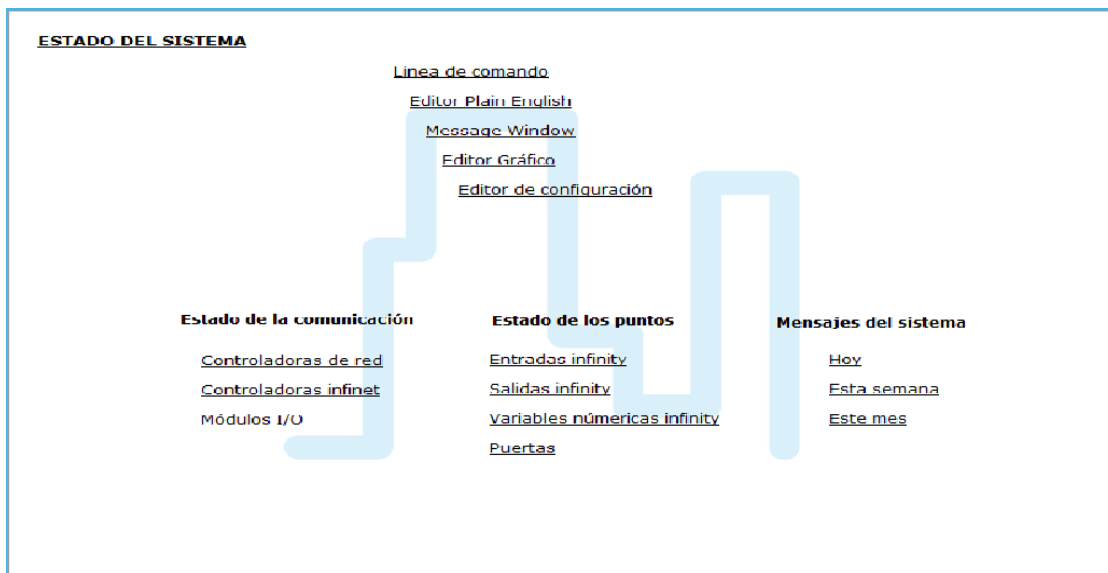 ESTADO DEL SISTEMA
Linea de comando
Editor Plain English
Message Window
Editor Gráfico
Editor de configuración
Estado de la comunicación
Controladoras de red
Controladoras infinet
Módulos I/O
Estado de los puntos
Entradas infinity
Salidas infinity
Variables númericas infinity
Puertas
Mensajes del sistema
Hoy
Esta semana
Este mes